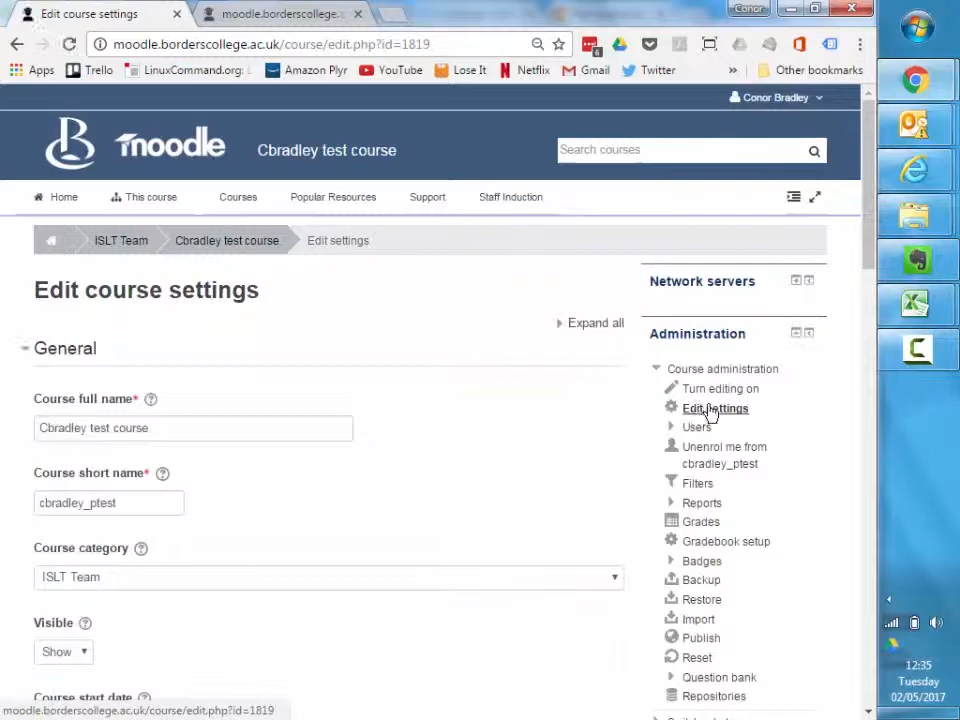 Edit course settings
moodle.borderscollege.
Conor
moodle.borderscollege.ac.uk/course/edit.php?id=1819
6
Apps
Trello
LinuxCommand.org:
Amazon Plyr
YouTube
Lose It
Netflix
Gmail
Twitter
»
Other bookmarks
Conor Bradley
B
moodle
Cbradley test course
Search courses
Home
This course
Courses
Popular Resources
Support
Staff Induction
ISLT Team
Cbradley test course
Edit settings
Edit course settings
Expand all
General
Course full name*
Cbradley test course
Course short name*
cbradley_ptest
Course category
ISLT Team
Visible
Show
Course start date
Network servers
Administration
Course administration
Turn editing on
Edit settings
Users
Unenrol me from
cbradley_ptest
Filters
Reports
Grades
Gradebook setup
Badges
Backup
Restore
Import
Publish
Reset
Question bank
Repositories
moodle.borderscollege.ac.uk/course/edit.php?id=1819
12:35
Tuesday
02/05/2017